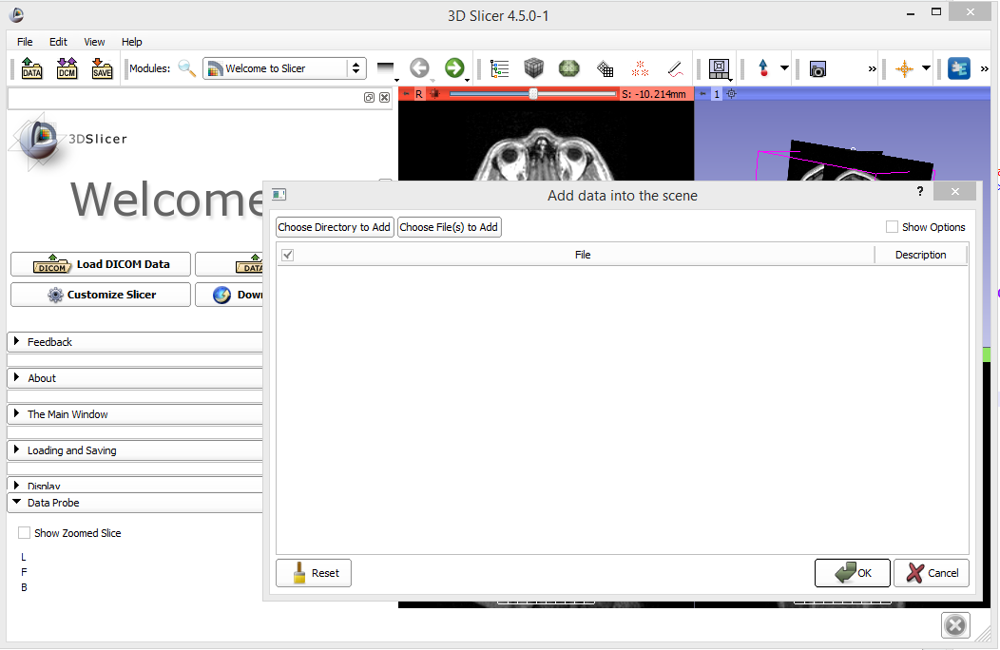 3D Slicer 4.5.0-1
File Edit View Help
DATA DCM SAVE Modules: Welcome to Slicer
R S: -10.214mm 1
3DSlicer
Welcome
Add data into the scene
?
Choose Directory to Add Choose File(s) to Add Show Options
File Description
DICOM Load DICOM Data DATA
Customize Slicer Down
Feedback
About
The Main Window
Loading and Saving
Display
Data Probe
Show Zoomed Slice
L
F
B
Reset OK Cancel